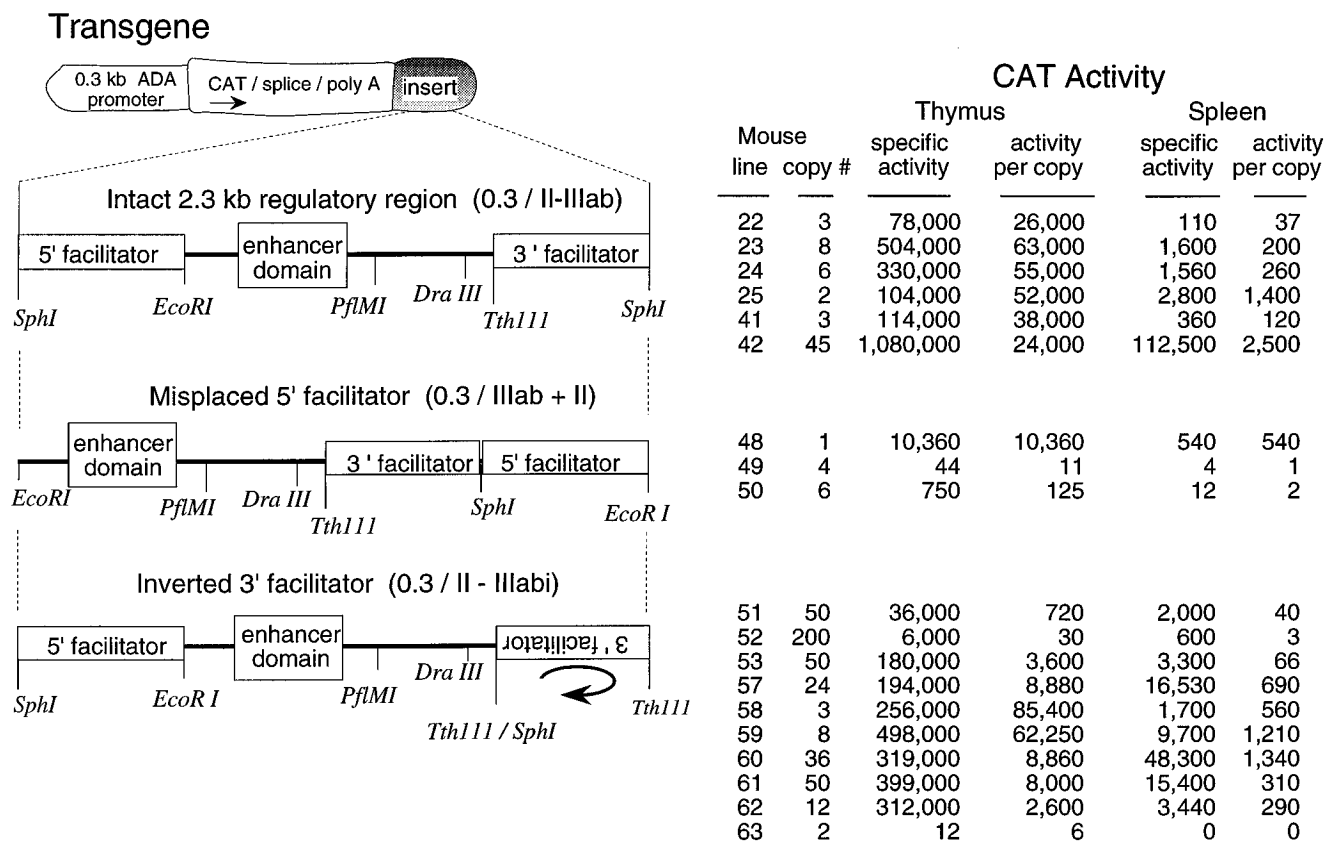 Transgene
0.3 kb ADA promoter
CAT / splice / poly A
insert
Intact 2.3 kb regulatory region (0.3 / II-IIIab)
5' facilitator
enhancer domain
3 ' facilitator
SphI
EcoRI
PflMI
Dra III
Tth111
SphI
Misplaced 5' facilitator (0.3 / IIIab + II)
enhancer domain
3 ' facilitator
5' facilitator
EcoRI
PflMI
Dra III
Tth111
SphI
EcoR I
Inverted 3' facilitator (0.3 / II - IIIabi)
5' facilitator
enhancer domain
3 ' facilitator
SphI
EcoR I
PflMI
Dra III
Tth111 / SphI
Tth111
CAT Activity
Thymus Spleen
Mouse line copy # specific activity activity per copy specific activity activity per copy
22 3 78,000 26,000 110 37
23 8 504,000 63,000 1,600 200
24 6 330,000 55,000 1,560 260
25 2 104,000 52,000 2,800 1,400
41 3 114,000 38,000 360 120
42 45 1,080,000 24,000 112,500 2,500
48 1 10,360 10,360 540 540
49 4 44 11 4 1
50 6 750 125 12 2
51 50 36,000 720 2,000 40
52 200 6,000 30 600 3
53 50 180,000 3,600 3,300 66
57 24 194,000 8,880 16,530 690
58 3 256,000 85,400 1,700 560
59 8 498,000 62,250 9,700 1,210
60 36 319,000 8,860 48,300 1,340
61 50 399,000 8,000 15,400 310
62 12 312,000 2,600 3,440 290
63 2 12 6 0 0